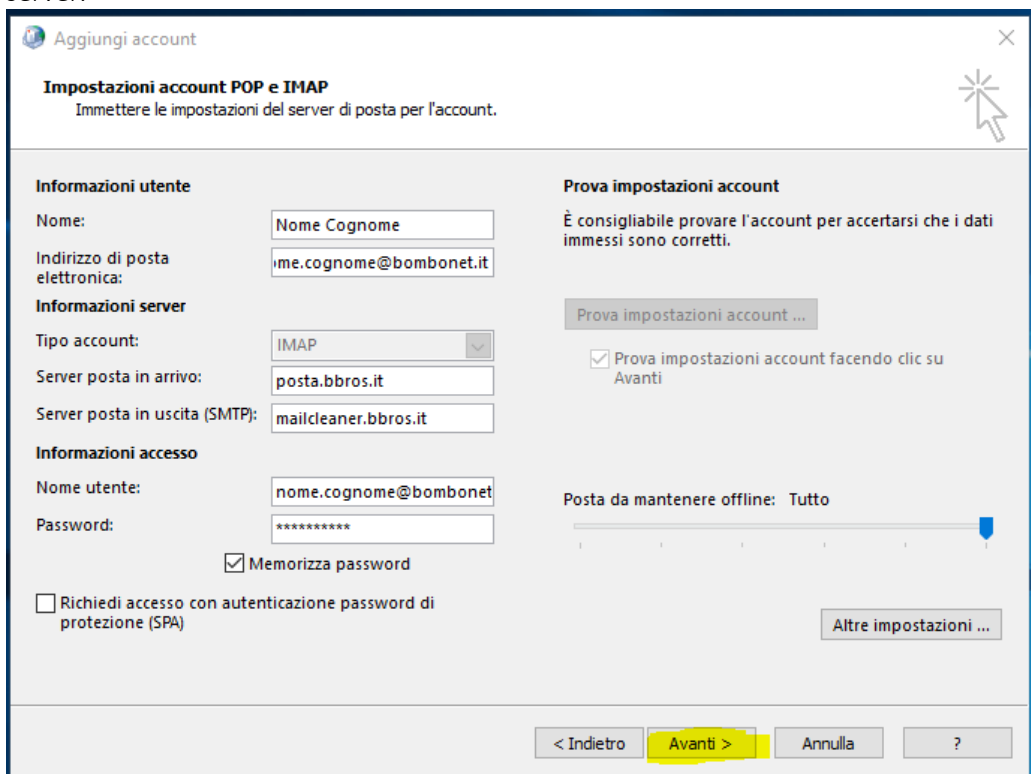 Aggiungi account
Impostazioni account POP e IMAP
Immettere le impostazioni del server di posta per l'account.
Informazioni utente
Nome:
Nome Cognome
Indirizzo di posta
elettronica:
me.cognome@bombonet.it
Informazioni server
Tipo account:
IMAP
Server posta in arrivo:
posta.bbros.it
Server posta in uscita (SMTP):
mailcleaner.bbros.it
Informazioni accesso
Nome utente:
nome.cognome@bombonet
Password:
**********
Memorizza password
Richiedi accesso con autenticazione password di
protezione (SPA)
Prova impostazioni account
È consigliabile provare l'account per accertarsi che i dati
immessi sono corretti.
Prova impostazioni account ...
Prova impostazioni account facendo clic su
Avanti
Posta da mantenere offline: Tutto
Altre impostazioni ...
< Indietro
Avanti >
Annulla
?